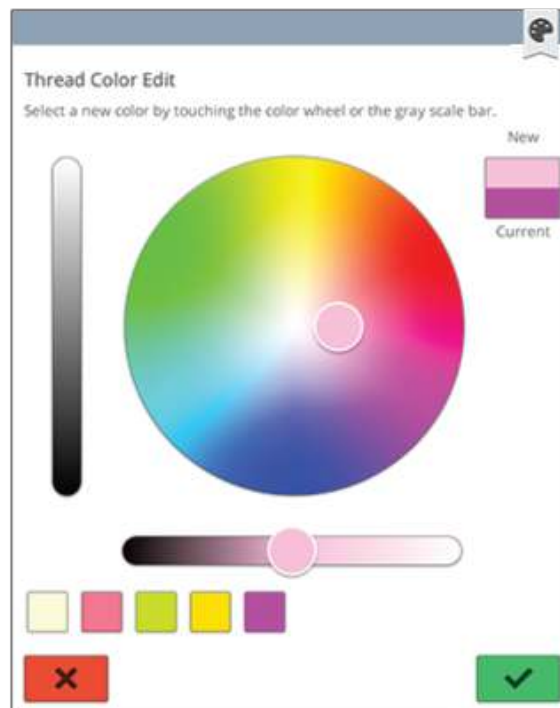 Thread Color Edit
Select a new color by touching the color wheel or the gray scale bar.
New
Current